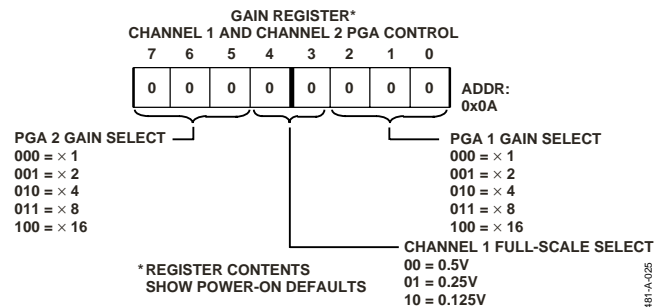 GAIN REGISTER*
CHANNEL 1 AND CHANNEL 2 PGA CONTROL
7 6 5 4 3 2 1 0
0 0 0 0 0 0 0 0
ADDR:
0x0A
PGA 2 GAIN SELECT
000 = × 1
001 = × 2
010 = × 4
011 = × 8
100 = × 16
PGA 1 GAIN SELECT
000 = × 1
001 = × 2
010 = × 4
011 = × 8
100 = × 16
CHANNEL 1 FULL-SCALE SELECT
00 = 0.5V
01 = 0.25V
10 = 0.125V
*REGISTER CONTENTS
SHOW POWER-ON DEFAULTS
481-A-025